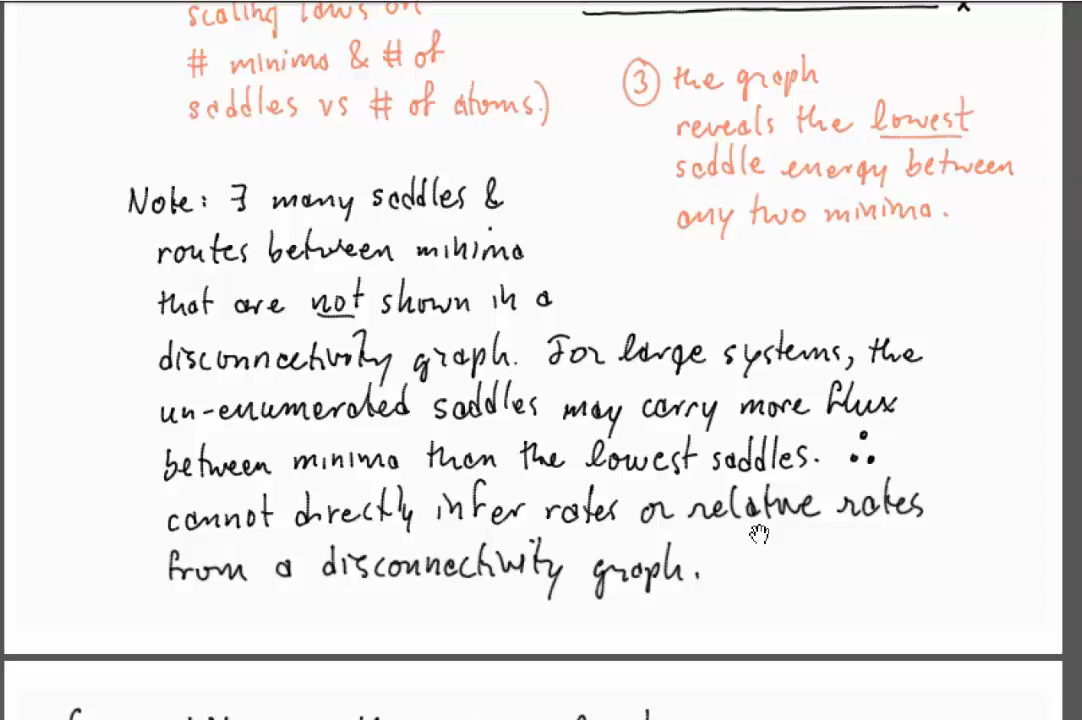 scaling laws on
# minima & # of
saddles vs # of atoms.)
③ the graph
reveals the lowest
saddle energy between
any two minima.
Note: ∃ many saddles &
routes between minima
that are not shown in a
disconnectivity graph. For large systems, the
un-enumerated saddles may carry more flux
between minima than the lowest saddles. ∴
cannot directly infer rates or relative rates
from a disconnectivity graph.